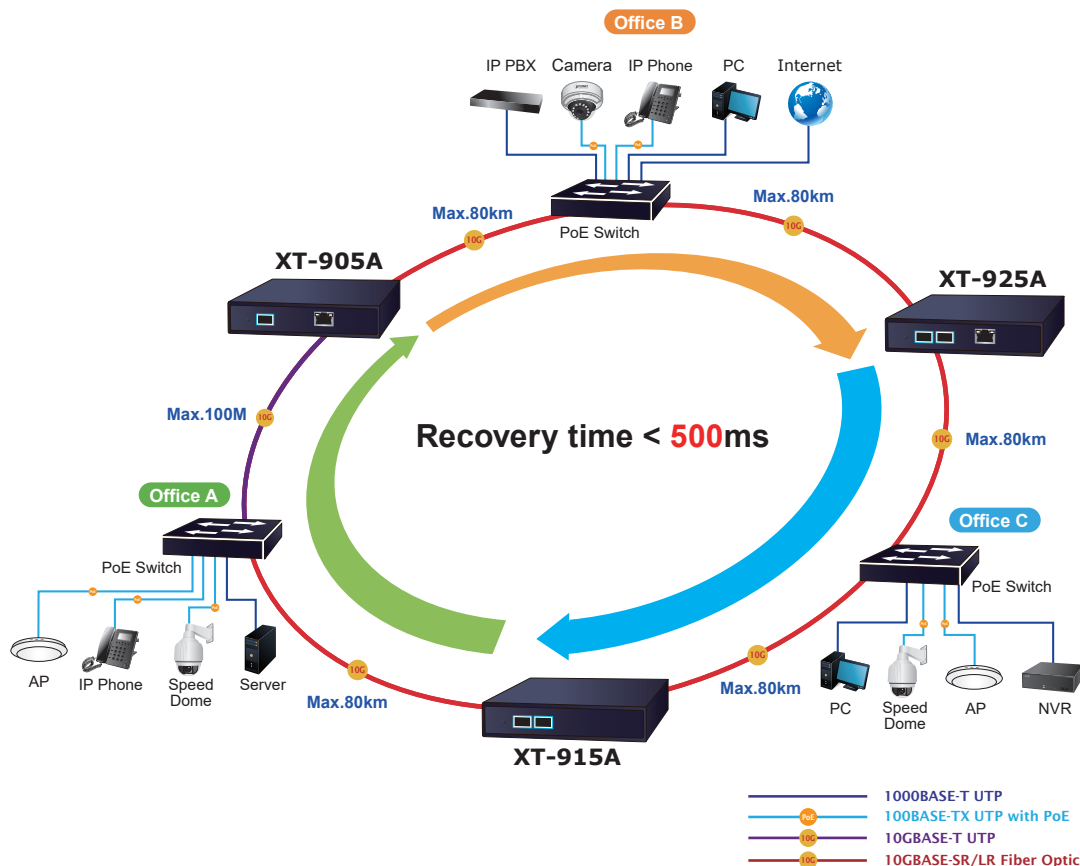 Office B
IP PBX
Camera
IP Phone
PC
Internet
Max.80km
10G
PoE Switch
Max.80km
10G
XT-905A
XT-925A
Max.100M
10G
Recovery time < 500ms
10G
Max.80km
Office A
PoE Switch
Office C
PoE Switch
AP
IP Phone
Speed
Dome
Server
10G
Max.80km
10G
Max.80km
XT-915A
PC
Speed
Dome
AP
NVR
1000BASE-T UTP
PoE
100BASE-TX UTP with PoE
10G
10GBASE-T UTP
10G
10GBASE-SR/LR Fiber Optic